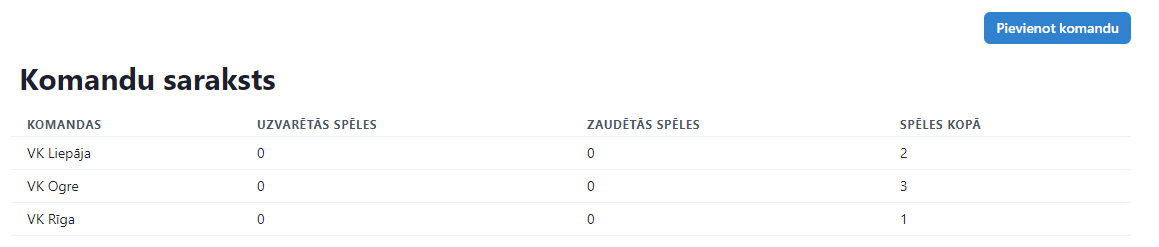 Pievienot komandu
Komandu saraksts
KOMANDAS UZVARĒTĀS SPĒLES ZAUDĒTĀS SPĒLES SPĒLES KOPĀ
VK Liepāja 0 0 2
VK Ogre 0 0 3
VK Rīga 0 0 1